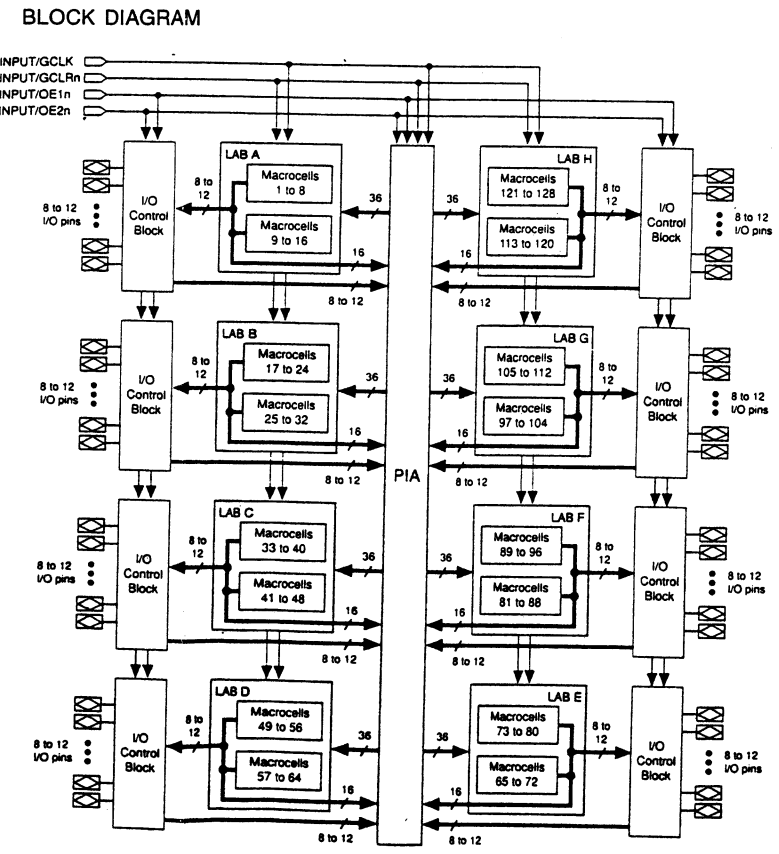 BLOCK DIAGRAM
INPUT/GCLK
INPUT/GCLRn
INPUT/OE1n
INPUT/OE2n
LAB A
Macrocells
1 to 8
Macrocells
9 to 16
8 to
12
I/O
Control
Block
8 to 12
I/O pins
36
16
8 to 12
LAB H
Macrocells
121 to 128
Macrocells
113 to 120
8 to
12
I/O
Control
Block
8 to 12
I/O pins
36
16
8 to 12
LAB B
Macrocells
17 to 24
Macrocells
25 to 32
8 to
12
I/O
Control
Block
8 to 12
I/O pins
36
16
8 to 12
LAB G
Macrocells
105 to 112
Macrocells
97 to 104
8 to
12
I/O
Control
Block
8 to 12
I/O pins
36
16
8 to 12
PIA
LAB C
Macrocells
33 to 40
Macrocells
41 to 48
8 to
12
I/O
Control
Block
8 to 12
I/O pins
36
16
8 to 12
LAB F
Macrocells
89 to 96
Macrocells
81 to 88
8 to
12
I/O
Control
Block
8 to 12
I/O pins
36
16
8 to 12
LAB D
Macrocells
49 to 56
Macrocells
57 to 64
8 to
12
I/O
Control
Block
8 to 12
I/O pins
36
16
8 to 12
LAB E
Macrocells
73 to 80
Macrocells
65 to 72
8 to
12
I/O
Control
Block
8 to 12
I/O pins
36
16
8 to 12